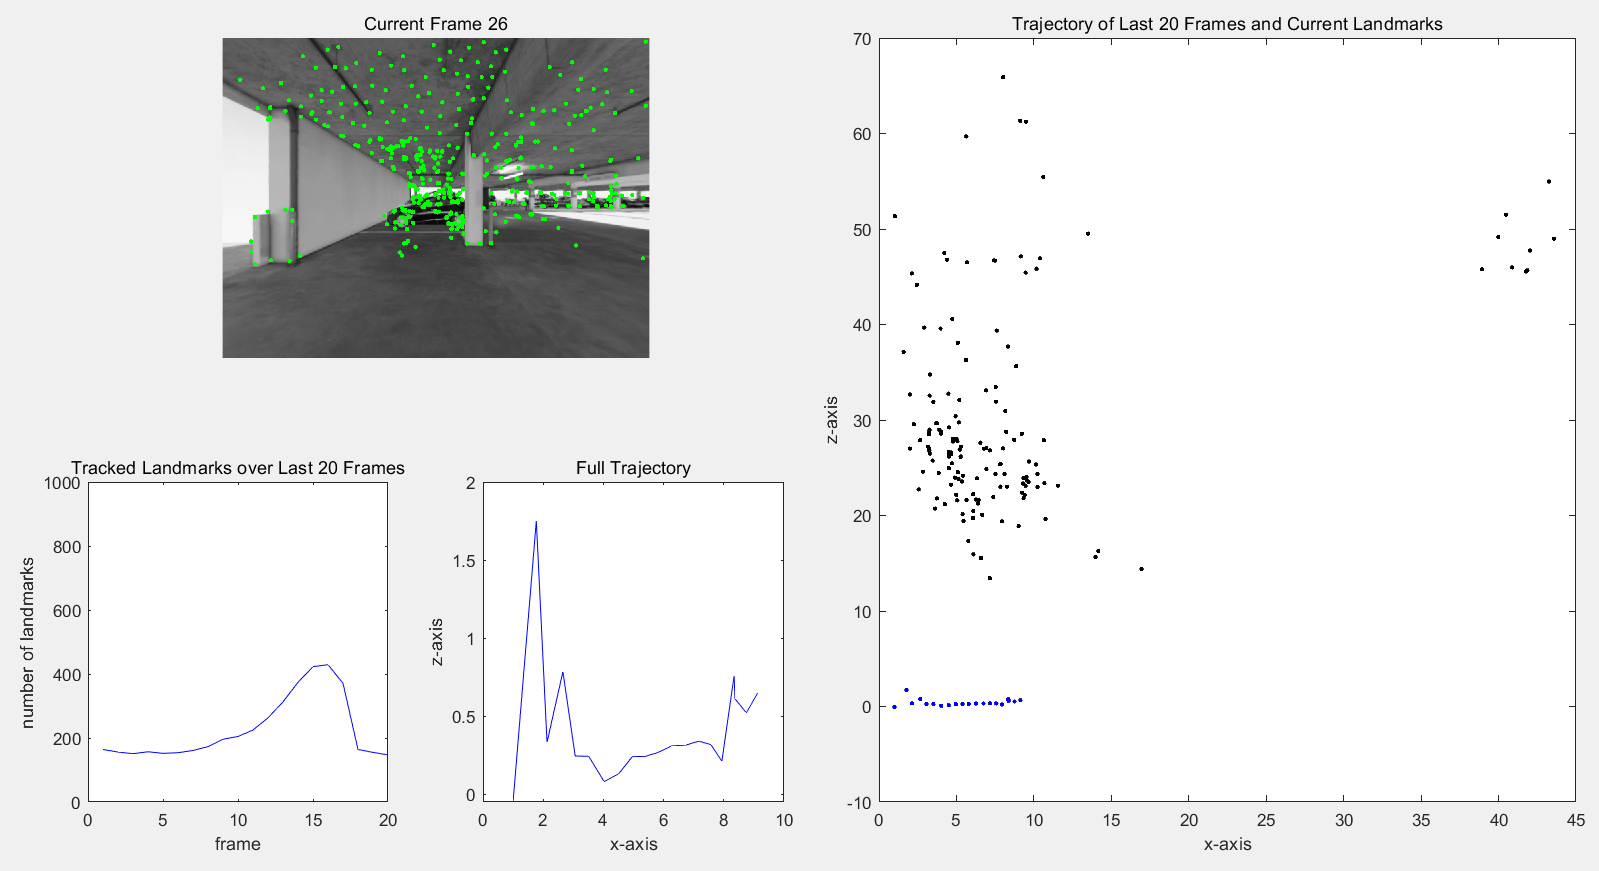 Current Frame 26
Trajectory of Last 20 Frames and Current Landmarks
70
60
50
40
30
20
10
0
-10
z-axis
0 5 10 15 20 25 30 35 40 45
x-axis
Tracked Landmarks over Last 20 Frames
1000
800
600
400
200
0
number of landmarks
0 5 10 15 20
frame
Full Trajectory
2
1.5
1
0.5
0
z-axis
0 2 4 6 8 10
x-axis